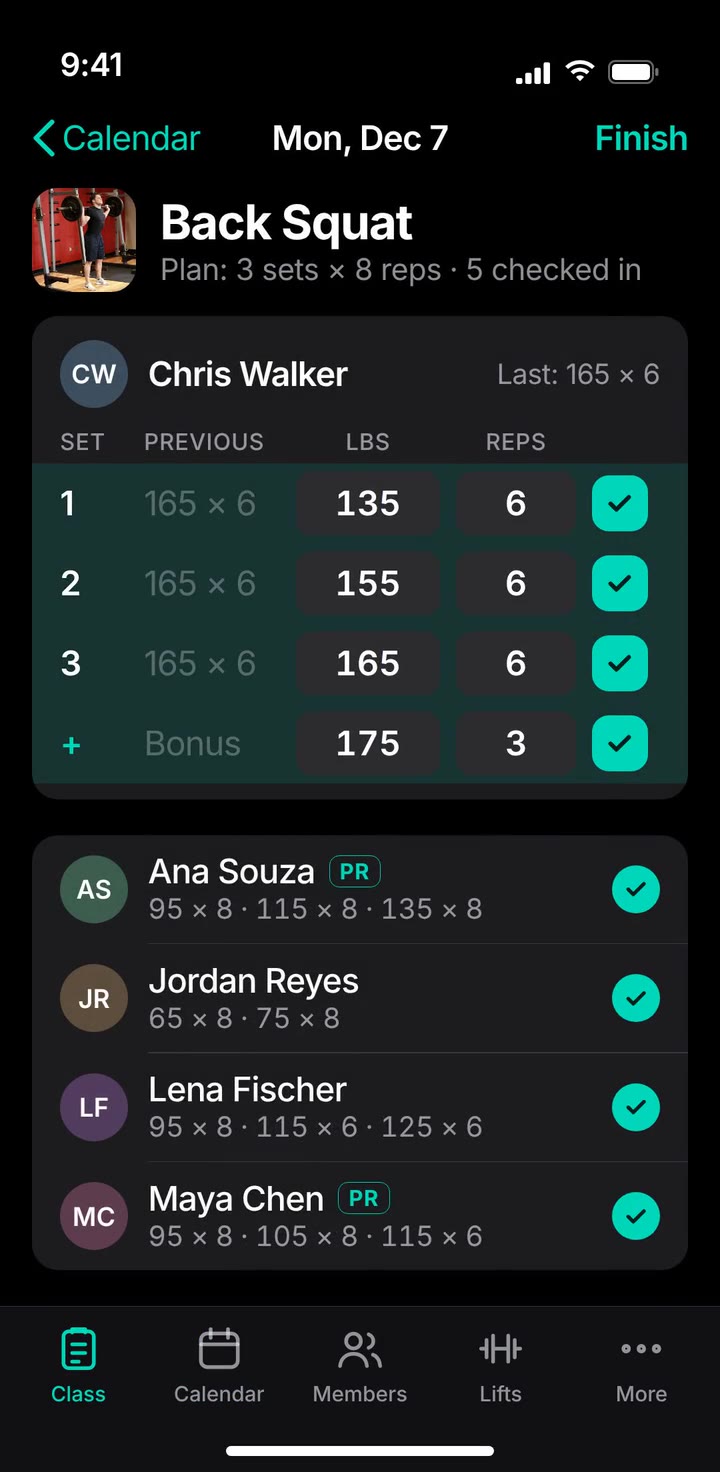 9:41
Calendar Mon, Dec 7 Finish
Back Squat
Plan: 3 sets × 8 reps · 5 checked in
CW Chris Walker Last: 165 × 6
SET PREVIOUS LBS REPS
1 165 × 6 135 6
2 165 × 6 155 6
3 165 × 6 165 6
+ Bonus 175 3
AS Ana Souza PR
95 × 8 · 115 × 8 · 135 × 8
JR Jordan Reyes
65 × 8 · 75 × 8
LF Lena Fischer
95 × 8 · 115 × 6 · 125 × 6
MC Maya Chen PR
95 × 8 · 105 × 8 · 115 × 6
Class Calendar Members Lifts More